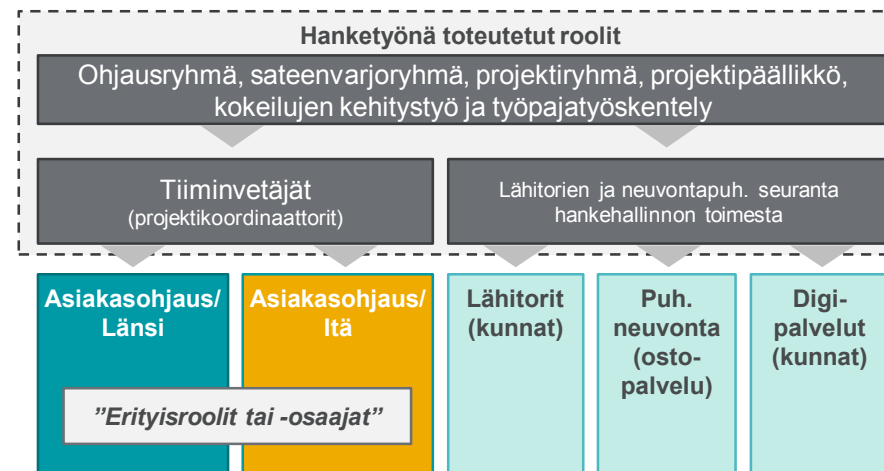 Hanketyönä toteutetut roolit
Ohjausryhmä, sateenvarjoryhmä, projektiryhmä, projektipäällikkö,
kokeilujen kehitystyö ja työpajatyöskentely
Tiiminvetäjät
(projektikoordinaattorit)
Lähitorien ja neuvontapuh. seuranta
hankehallinnon toimesta
Asiakasohjaus/
Länsi
Asiakasohjaus/
Itä
Lähitorit
(kunnat)
Puh.
neuvonta
(osto-
palvelu)
Digi-
palvelut
(kunnat)
”Erityisroolit tai -osaajat”